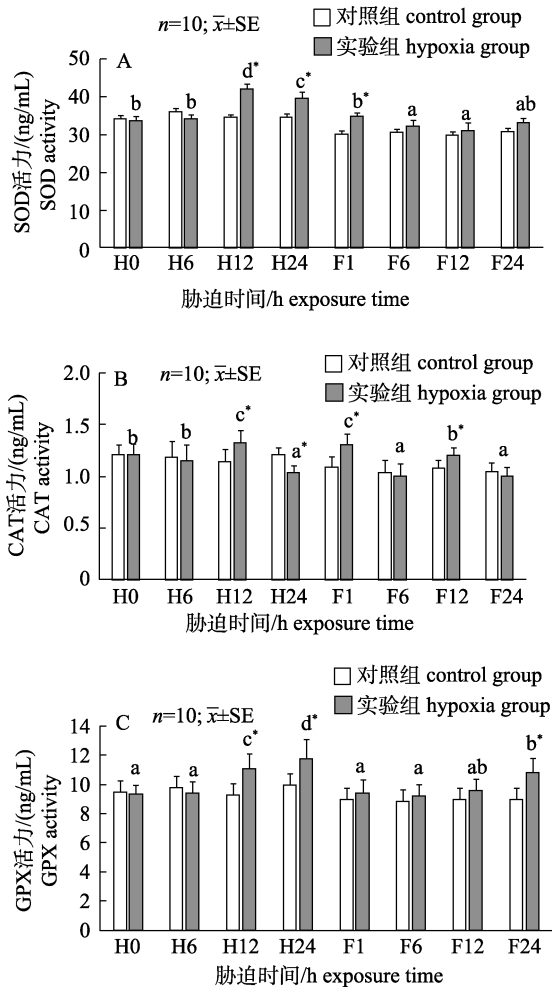 n=10; x̅±SE
对照组 control group
实验组 hypoxia group
A
SOD活力/(ng/mL)
SOD activity
50
40
30
20
10
0
b b d* c* b* a a ab
H0 H6 H12 H24 F1 F6 F12 F24
胁迫时间/h exposure time
B n=10; x̅±SE
对照组 control group
实验组 hypoxia group
CAT活力/(ng/mL)
CAT activity
2.0
1.5
1.0
0.5
0
b b c* a* c* a b* a
H0 H6 H12 H24 F1 F6 F12 F24
胁迫时间/h exposure time
对照组 control group
实验组 hypoxia group
C n=10; x̅±SE
GPX活力/(ng/mL)
GPX activity
14
12
10
8
6
4
2
0
a a c* d* a a ab b*
H0 H6 H12 H24 F1 F6 F12 F24
胁迫时间/h exposure time